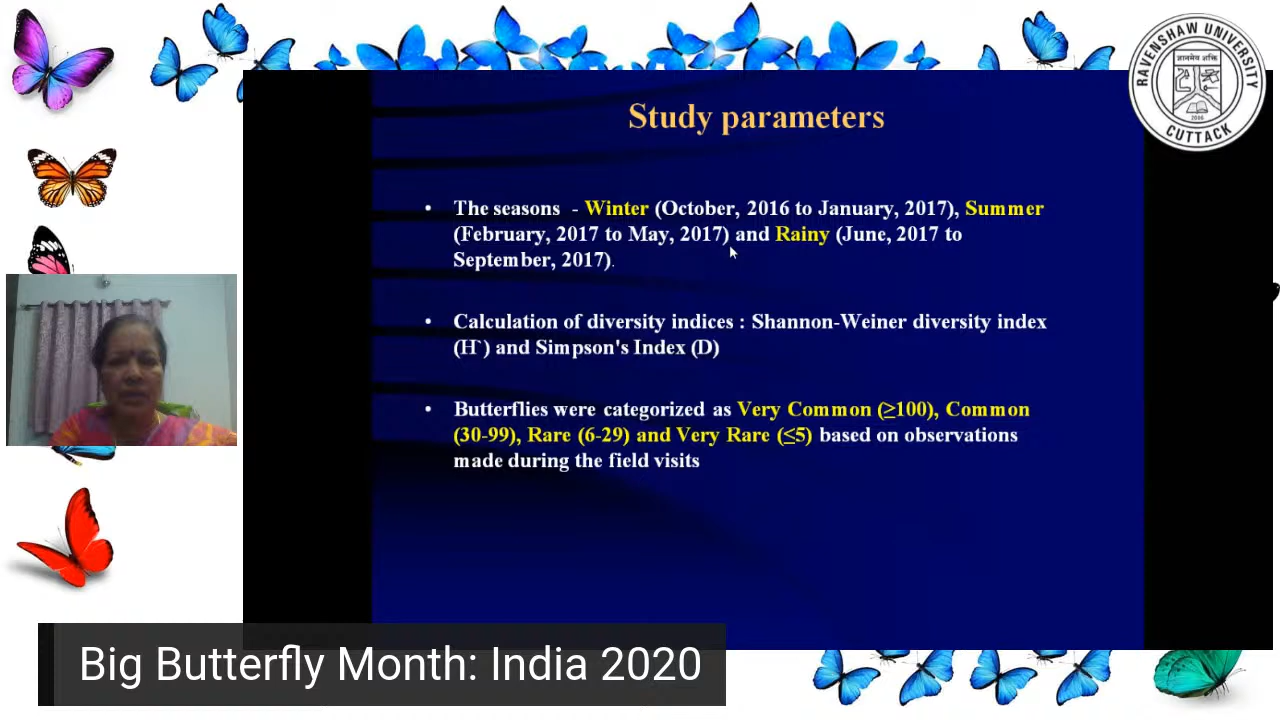 RAVENSHAW UNIVERSITY
ज्ञानमेव शक्ति
2006
CUTTACK
Study parameters
• The seasons - Winter (October, 2016 to January, 2017), Summer
(February, 2017 to May, 2017) and Rainy (June, 2017 to
September, 2017).
• Calculation of diversity indices : Shannon-Weiner diversity index
(H`) and Simpson's Index (D)
• Butterflies were categorized as Very Common (≥100), Common
(30-99), Rare (6-29) and Very Rare (≤5) based on observations
made during the field visits
Big Butterfly Month: India 2020